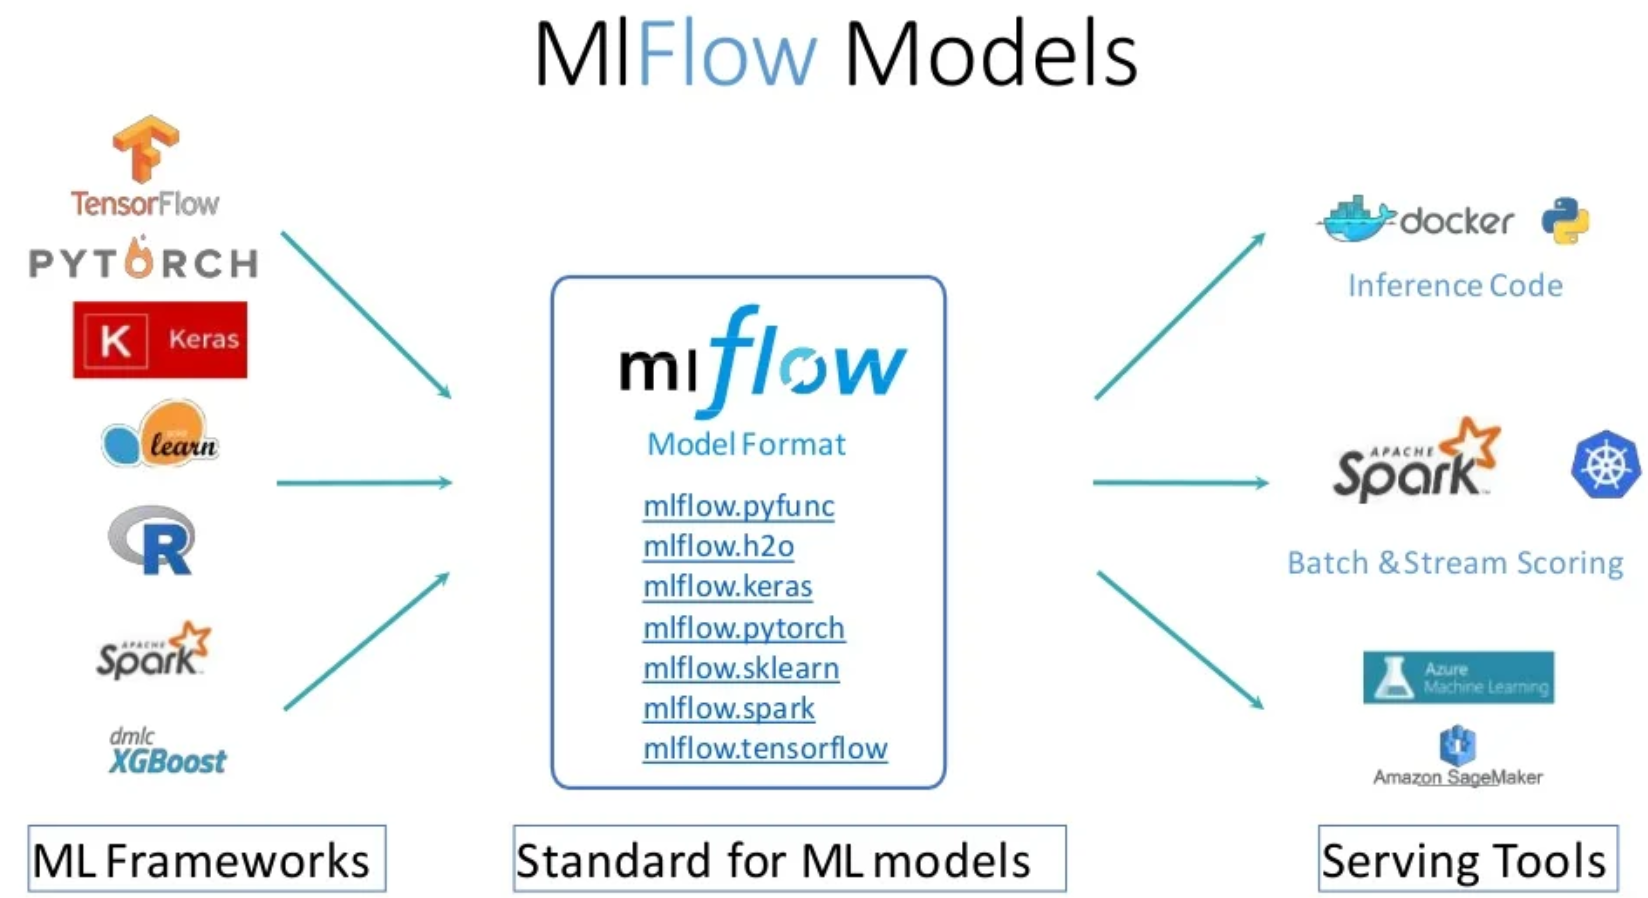 MlFlow Models
TensorFlow
PYTORCH
K Keras
learn
R
APACHE
Spark
dmlc
XGBoost
ML Frameworks
mlflow
Model Format
mlflow.pyfunc
mlflow.h2o
mlflow.keras
mlflow.pytorch
mlflow.sklearn
mlflow.spark
mlflow.tensorflow
Standard for ML models
docker
Inference Code
APACHE
Spark
Batch & Stream Scoring
Azure
Machine Learning
Amazon SageMaker
Serving Tools